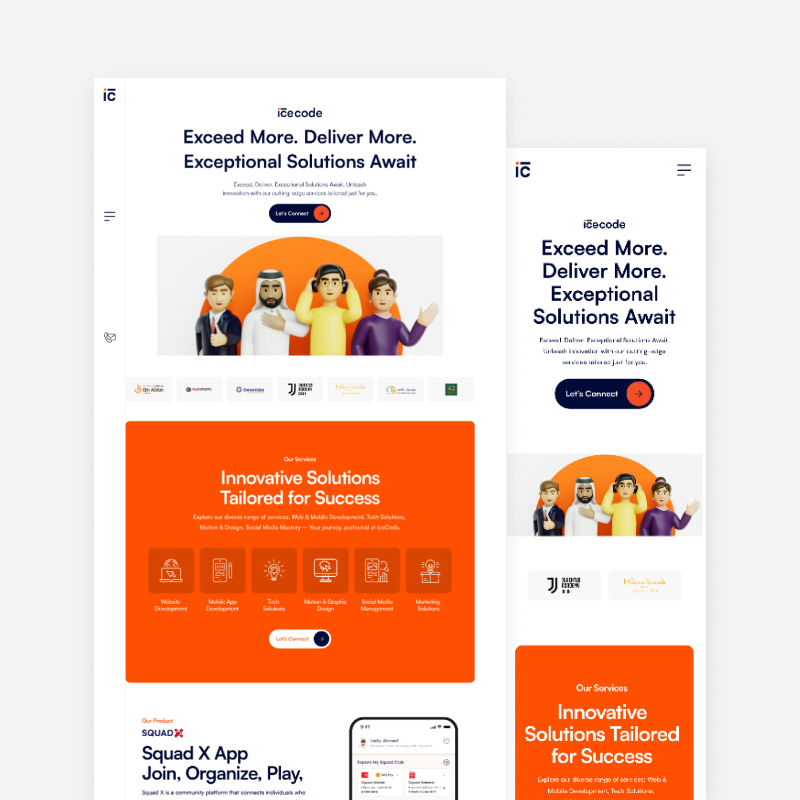 ic
icecode
Exceed More. Deliver More.
Exceptional Solutions Await
Exceed. Deliver. Exceptional Solutions Await. Unleash
innovation with our cutting-edge services tailored just for you.
Let's Connect
Bin Ablan
Sweetsila
JUVENTUS
ACADEMY
Our Services
Innovative Solutions
Tailored for Success
Explore our diverse range of services: Web & Mobile Development, Tech Solutions,
Motion & Design, Social Media Mastery — Your journey, perfected at IceCode.
Website
Development
Mobile App
Development
Tech
Solutions
Motion & Graphic
Design
Social Media
Management
Marketing
Solutions
Let's Connect
Our Product
SQUADX
Squad X App
Join, Organize, Play,
Squad X is a community platform that connects individuals who
9:41
Hello, Ahmed!
Explore My Squad Club
ic
icecode
Exceed More.
Deliver More.
Exceptional
Solutions Await
Exceed. Deliver. Exceptional Solutions Await.
Unleash innovation with our cutting-edge
services tailored just for you.
Let's Connect
JUVENTUS
ACADEMY
Our Services
Innovative
Solutions Tailored
for Success
Explore our diverse range of services: Web &
Mobile Development, Tech Solutions,